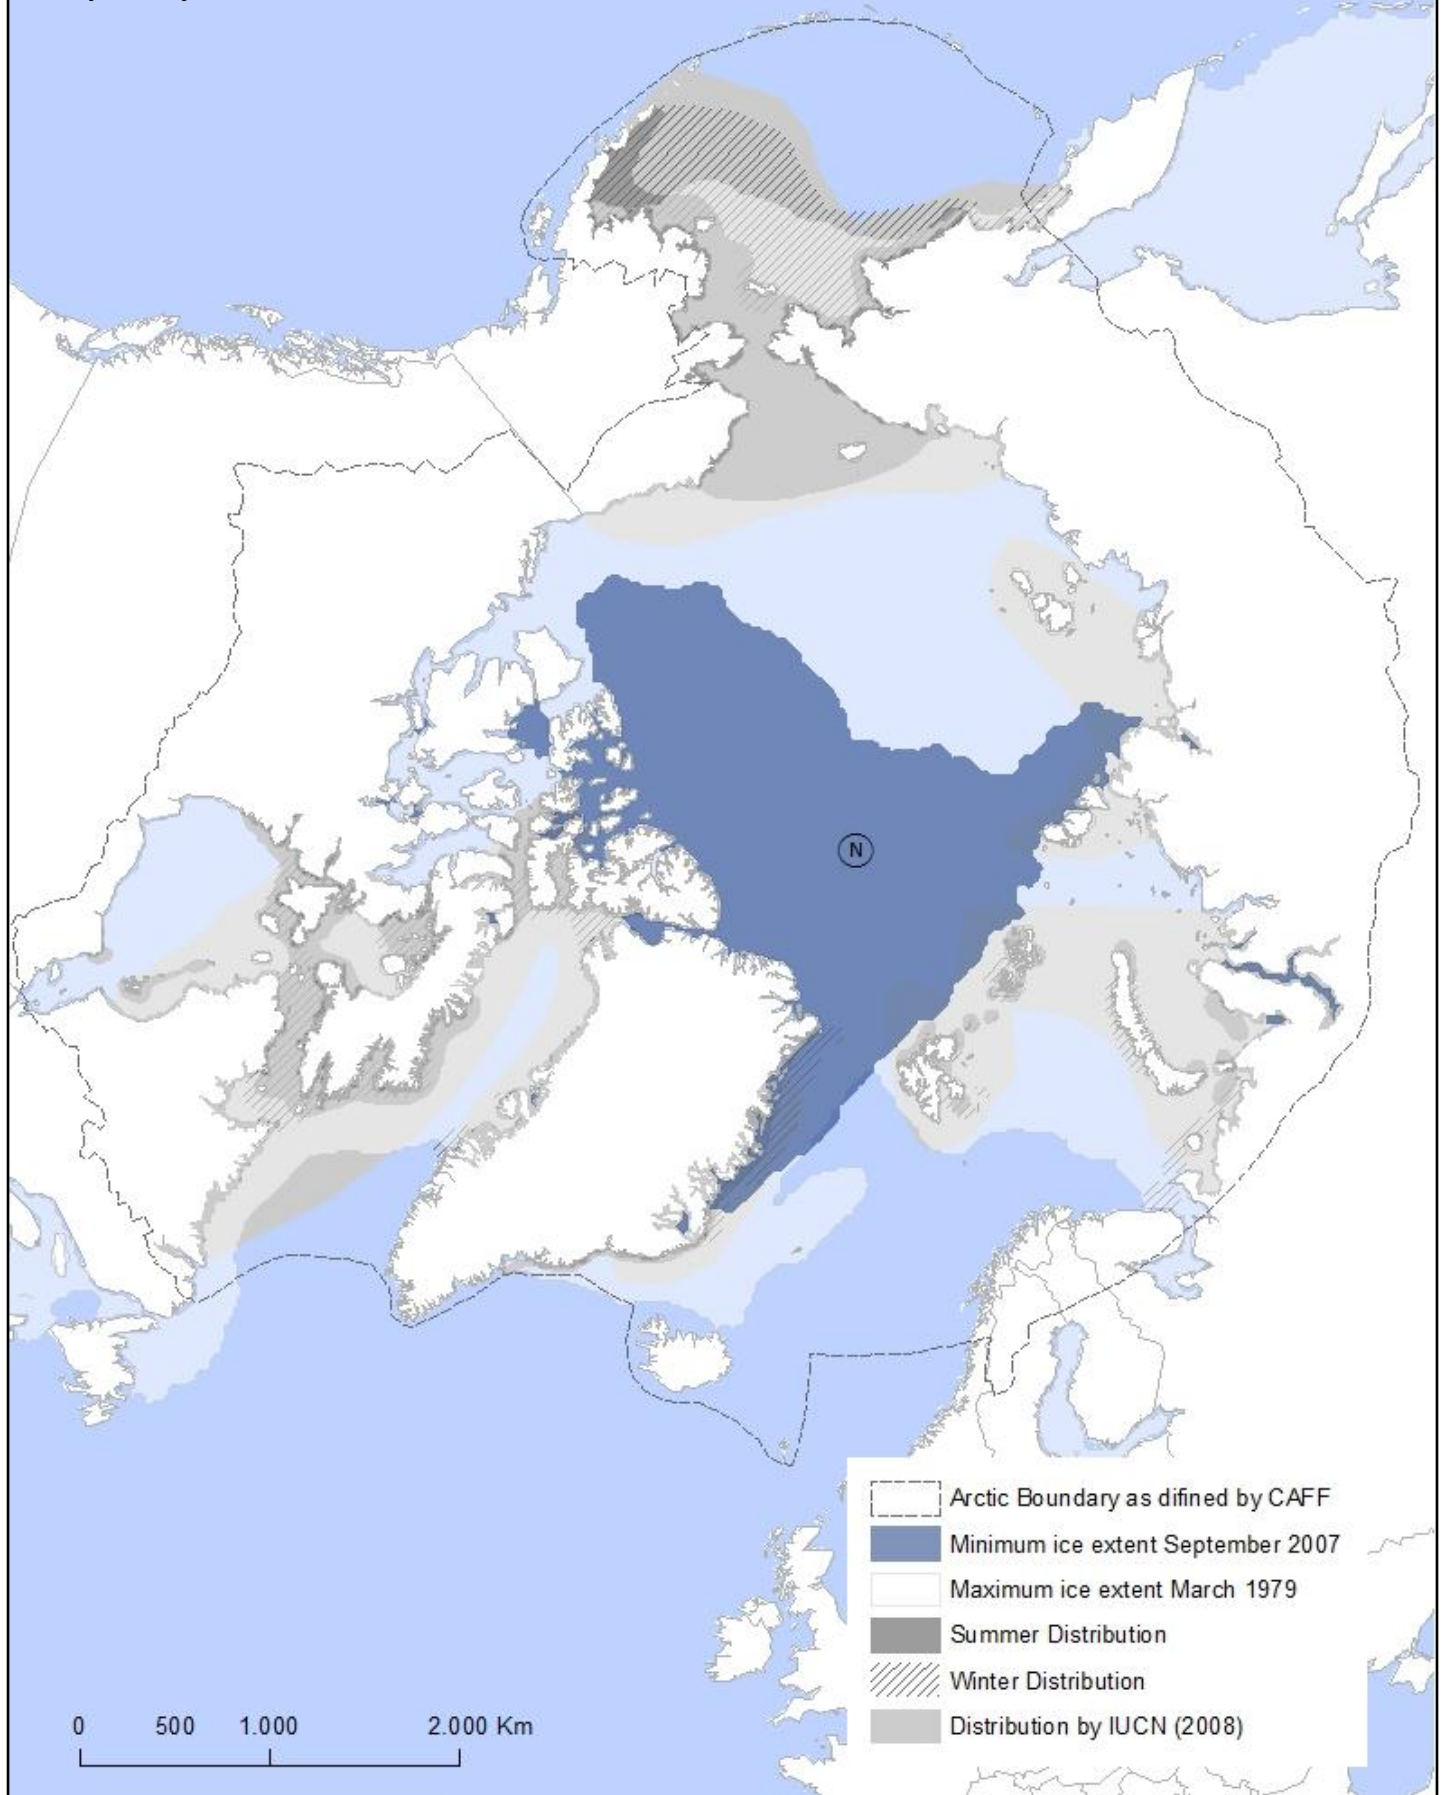 N
Arctic Boundary as difined by CAFF
Minimum ice extent September 2007
Maximum ice extent March 1979
Summer Distribution
Winter Distribution
Distribution by IUCN (2008)
0 500 1.000 2.000 Km